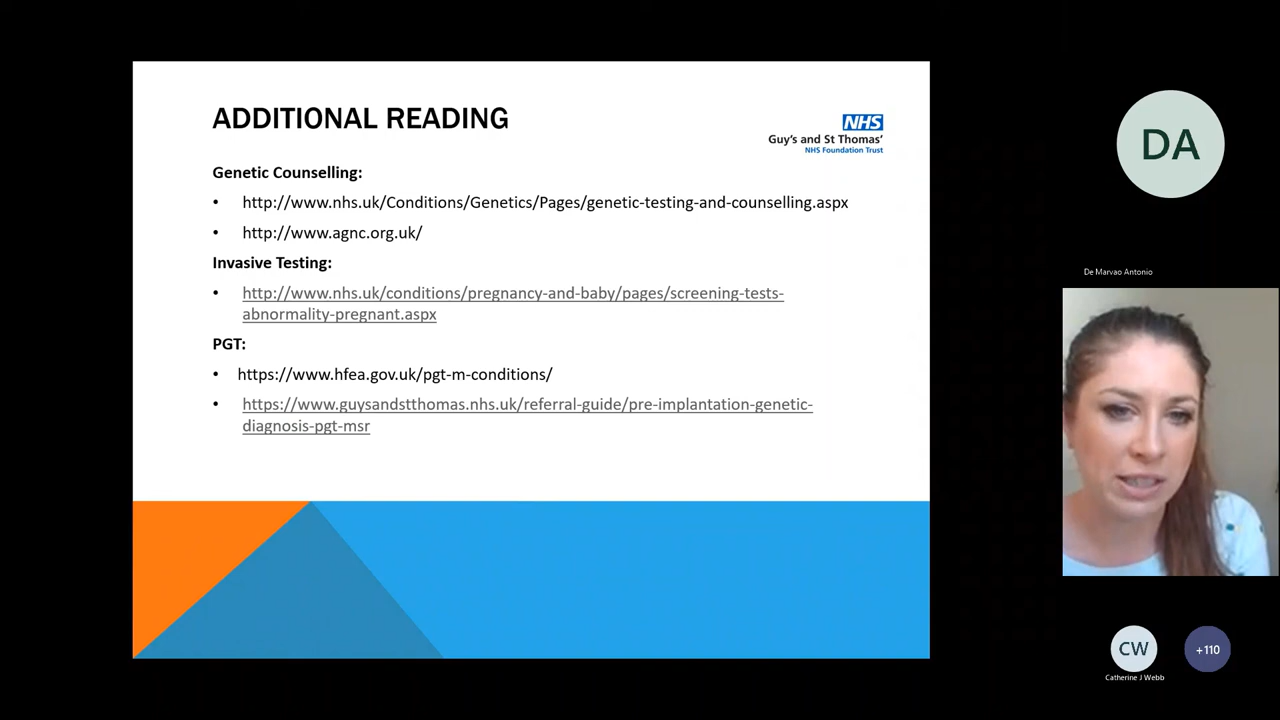 ADDITIONAL READING
NHS
Guy's and St Thomas'
NHS Foundation Trust
Genetic Counselling:
• http://www.nhs.uk/Conditions/Genetics/Pages/genetic-testing-and-counselling.aspx
• http://www.agnc.org.uk/
Invasive Testing:
• http://www.nhs.uk/conditions/pregnancy-and-baby/pages/screening-tests-
abnormality-pregnant.aspx
PGT:
• https://www.hfea.gov.uk/pgt-m-conditions/
• https://www.guysandstthomas.nhs.uk/referral-guide/pre-implantation-genetic-
diagnosis-pgt-msr
DA
De Marvao Antonio
CW
+110
Catherine J Webb